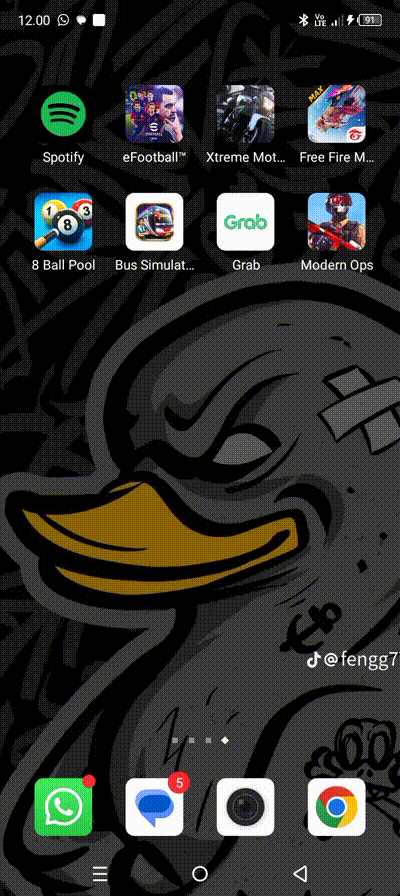 12.00
Vo
LTE
91
Spotify
eFootball™
Xtreme Mot...
Free Fire M...
8 Ball Pool
Bus Simulat...
Grab
Modern Ops
@fengg7
5